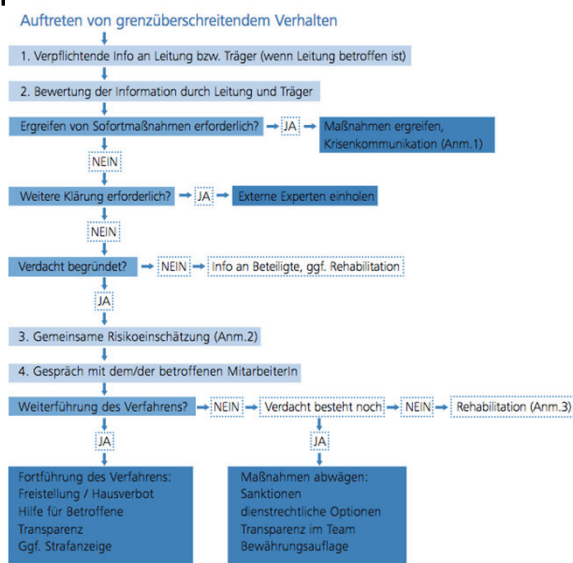 Auftreten von grenzüberschreitendem Verhalten
1. Verpflichtende Info an Leitung bzw. Träger (wenn Leitung betroffen ist)
2. Bewertung der Information durch Leitung und Träger
Ergreifen von Sofortmaßnahmen erforderlich?
JA
Maßnahmen ergreifen,
Krisenkommunikation (Anm.1)
NEIN
Weitere Klärung erforderlich?
JA
Externe Experten einholen
NEIN
Verdacht begründet?
NEIN
Info an Beteiligte, ggf. Rehabilitation
JA
3. Gemeinsame Risikoeinschätzung (Anm.2)
4. Gespräch mit dem/der betroffenen MitarbeiterIn
Weiterführung des Verfahrens?
NEIN
Verdacht besteht noch
NEIN
Rehabilitation (Anm.3)
JA
JA
Fortführung des Verfahrens:
Freistellung / Hausverbot
Hilfe für Betroffene
Transparenz
Ggf. Strafanzeige
Maßnahmen abwägen:
Sanktionen
dienstrechtliche Optionen
Transparenz im Team
Bewährungsauflage